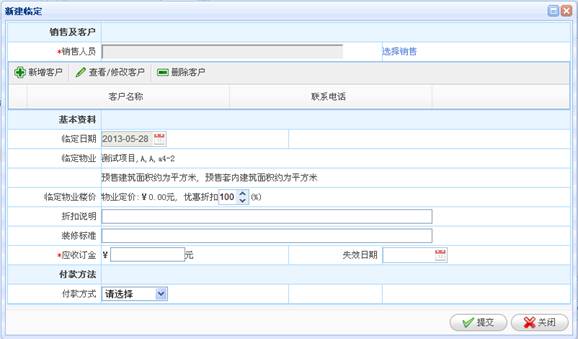 新建临定
销售及客户
*销售人员 选择销售
新增客户 查看/修改客户 删除客户
客户名称 联系电话
基本资料
临定日期 2013-05-28
临定物业 测试项目,A,A,a4-2
预售建筑面积约为平方米, 预售套内建筑面积约为平方米
临定物业楼价 物业定价:¥0.00元, 优惠折扣 100 (%)
折扣说明
装修标准
*应收订金 ¥ 元 失效日期
付款方法
付款方式 请选择
提交 关闭